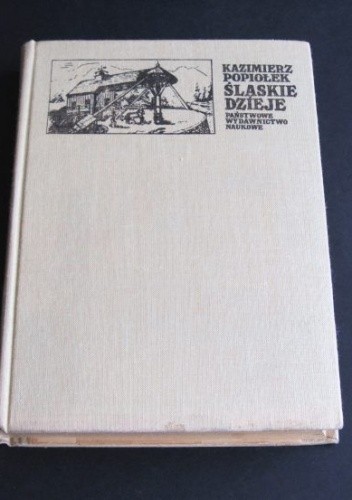 KAZIMIERZ
POPIOŁEK
ŚLĄSKIE
DZIEJE
PAŃSTWOWE
WYDAWNICTWO
NAUKOWE